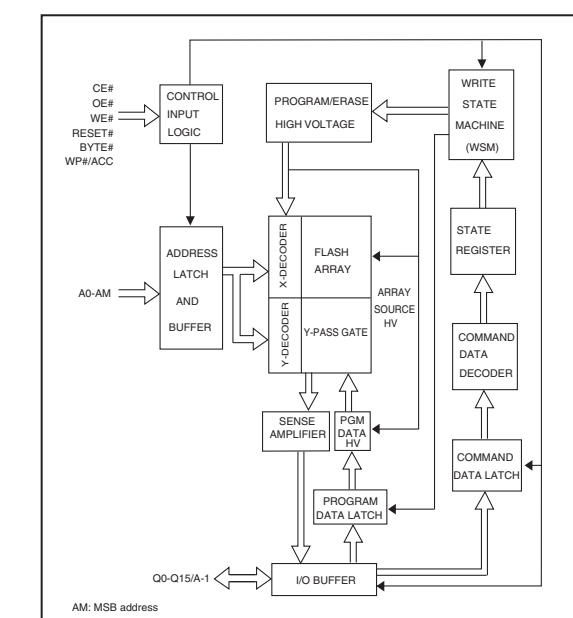 CE#
OE#
WE#
RESET#
BYTE#
WP#/ACC
CONTROL
INPUT
LOGIC
PROGRAM/ERASE
HIGH VOLTAGE
WRITE
STATE
MACHINE
(WSM)
STATE
REGISTER
A0-AM
ADDRESS
LATCH
AND
BUFFER
X-DECODER
FLASH
ARRAY
Y-DECODER
Y-PASS GATE
ARRAY
SOURCE
HV
COMMAND
DATA
DECODER
SENSE
AMPLIFIER
PGM
DATA
HV
COMMAND
DATA LATCH
PROGRAM
DATA LATCH
Q0-Q15/A-1
I/O BUFFER
AM: MSB address